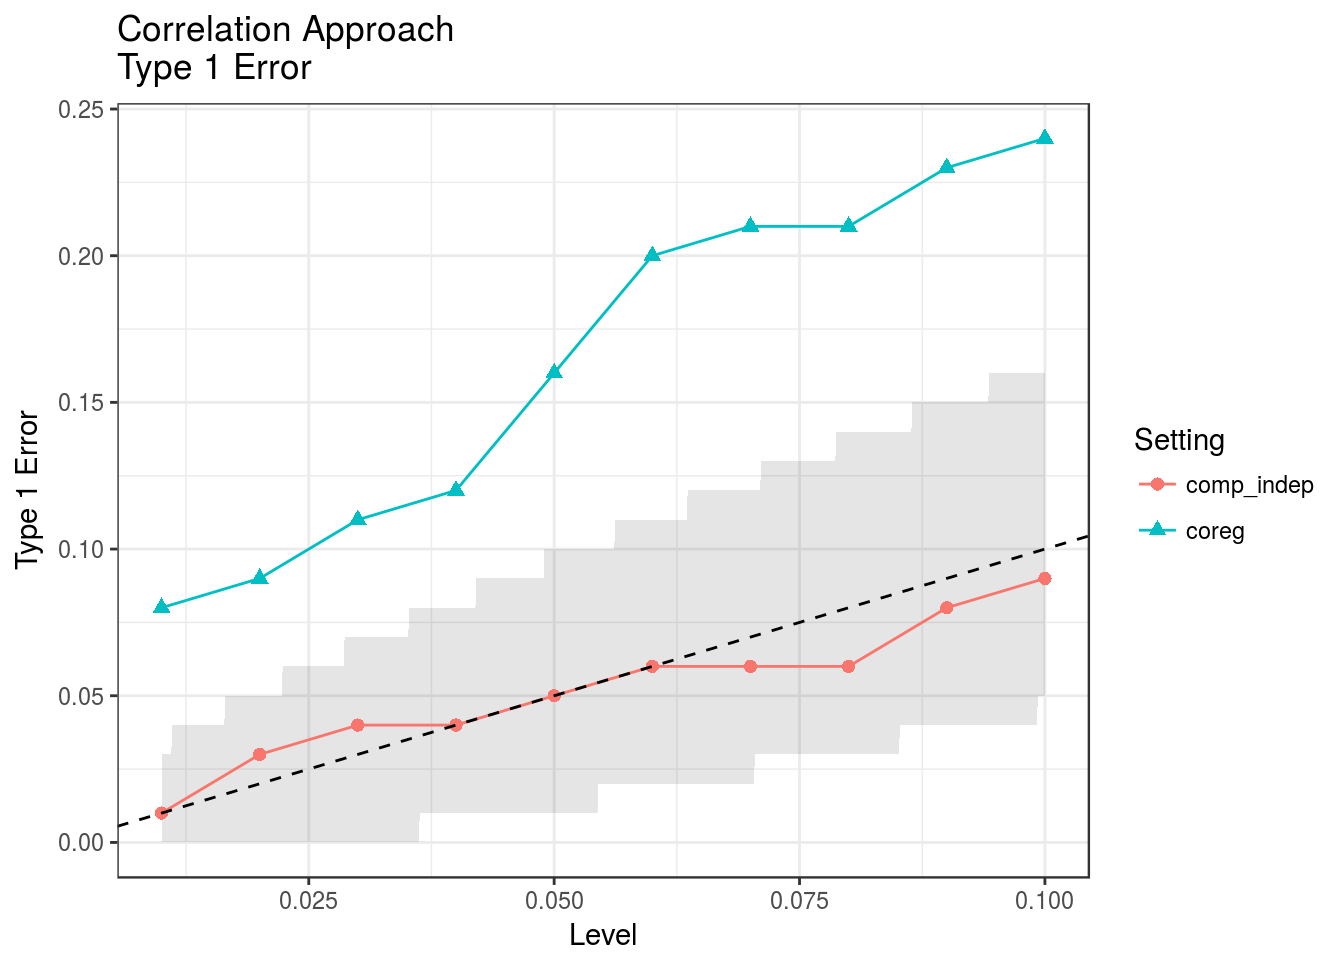 Correlation Approach
Type 1 Error
0.25
0.20
0.15
0.10
0.05
0.00
Type 1 Error
0.025
0.050
0.075
0.100
Level
Setting
comp_indep
coreg